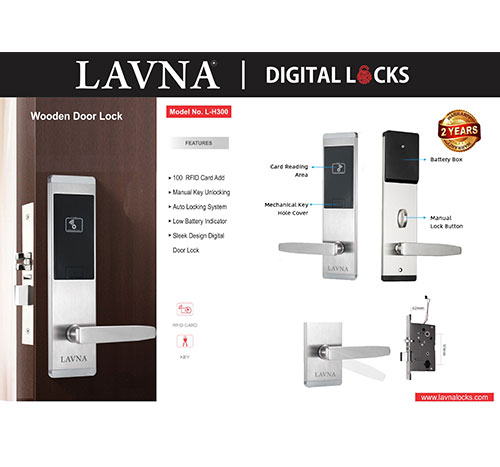 LAVNA® | DIGITAL LOCKS
Wooden Door Lock
Model No. L-H300
FEATURES
100 RFID Card Add
Manual Key Unlocking
Auto Locking System
Low Battery Indicator
Sleek Design Digital
Door Lock
RFID CARD
KEY
LAVNA
Card Reading
Area
Mechanical Key
Hole Cover
LAVNA
2 YEARS
Battery Box
Manual
Lock Button
LAVNA
62mm
www.lavnalocks.com